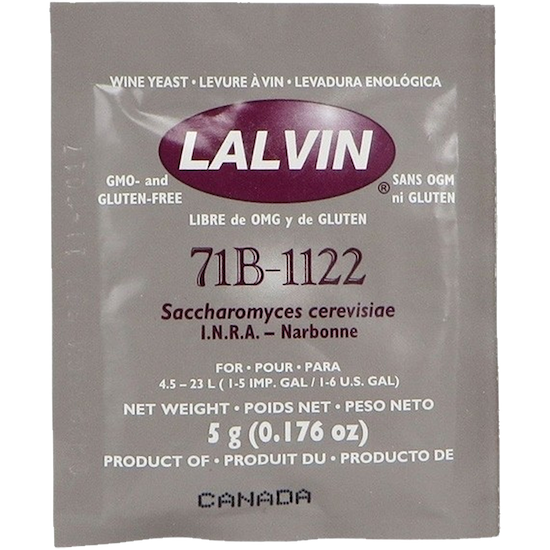 WINE YEAST • LEVURE À VIN • LEVADURA ENOLÓGICA
LALVIN®
GMO- and
GLUTEN-FREE
SANS OGM
ni GLUTEN
LIBRE de OMG y de GLUTEN
71B-1122
Saccharomyces cerevisiae
I.N.R.A. – Narbonne
FOR • POUR • PARA
4.5 – 23 L ( 1-5 IMP. GAL / 1-6 U.S. GAL)
NET WEIGHT • POIDS NET • PESO NETO
5 g (0.176 oz)
PRODUCT OF • PRODUIT DU • PRODUCTO DE
CANADA